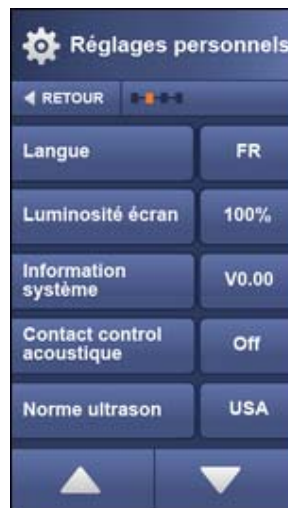 Réglages personnels
RETOUR
Langue
FR
Luminosité écran
100%
Information
système
V0.00
Contact control
acoustique
Off
Norme ultrason
USA